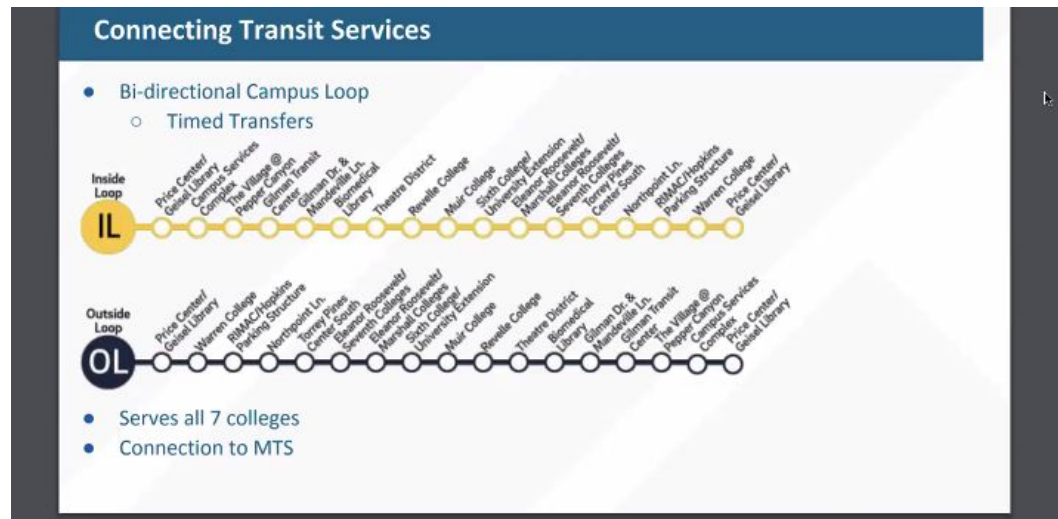 Connecting Transit Services
● Bi-directional Campus Loop
○ Timed Transfers
Inside
Loop
IL
Price Center/
Geisel Library
Campus Services
Complex
The Village @
Pepper Canyon
Gilman Transit
Center
Gilman Dr. &
Mandeville Ln.
Biomedical
Library
Theatre District
Revelle College
Muir College
Sixth College/
University Extension
Eleanor Roosevelt/
Marshall Colleges
Eleanor Roosevelt/
Seventh Colleges
Torrey Pines
Center South
Northpoint Ln.
RIMAC/Hopkins
Parking Structure
Warren College
Price Center/
Geisel Library
Outside
Loop
OL
Price Center/
Geisel Library
Warren College
RIMAC/Hopkins
Parking Structure
Northpoint Ln.
Torrey Pines
Center South
Eleanor Roosevelt/
Seventh Colleges
Eleanor Roosevelt/
Marshall Colleges
Sixth College/
University Extension
Muir College
Revelle College
Theatre District
Biomedical
Library
Gilman Dr. &
Mandeville Ln.
Gilman Transit
Center
The Village @
Pepper Canyon
Campus Services
Complex
Price Center/
Geisel Library
● Serves all 7 colleges
● Connection to MTS